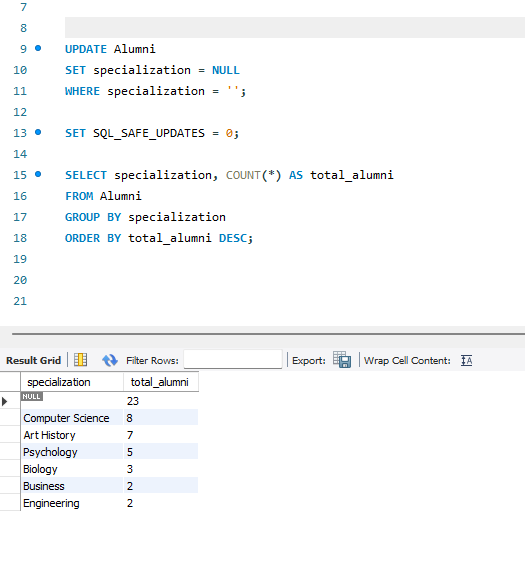 7
8
9 UPDATE Alumni
10 SET specialization = NULL
11 WHERE specialization = '';
12
13 SET SQL_SAFE_UPDATES = 0;
14
15 SELECT specialization, COUNT(*) AS total_alumni
16 FROM Alumni
17 GROUP BY specialization
18 ORDER BY total_alumni DESC;
19
20
21
Result Grid Filter Rows: Export: Wrap Cell Content: IA
specialization total_alumni
NULL 23
Computer Science 8
Art History 7
Psychology 5
Biology 3
Business 2
Engineering 2